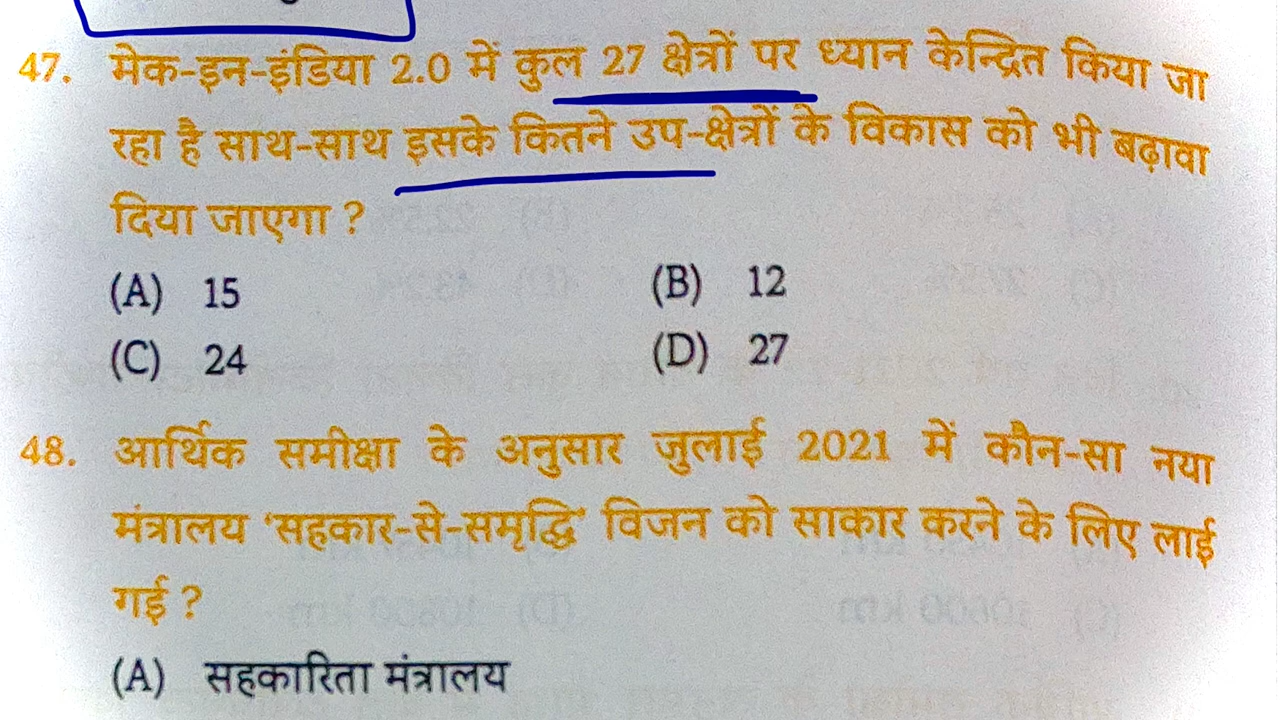 47. मेक-इन-इंडिया 2.0 में कुल 27 क्षेत्रों पर ध्यान केन्द्रित किया जा
रहा है साथ-साथ इसके कितने उप-क्षेत्रों के विकास को भी बढ़ावा
दिया जाएगा ?
(A) 15 (B) 12
(C) 24 (D) 27
48. आर्थिक समीक्षा के अनुसार जुलाई 2021 में कौन-सा नया
मंत्रालय ‘सहकार-से-समृद्धि’ विजन को साकार करने के लिए लाई
गई ?
(A) सहकारिता मंत्रालय